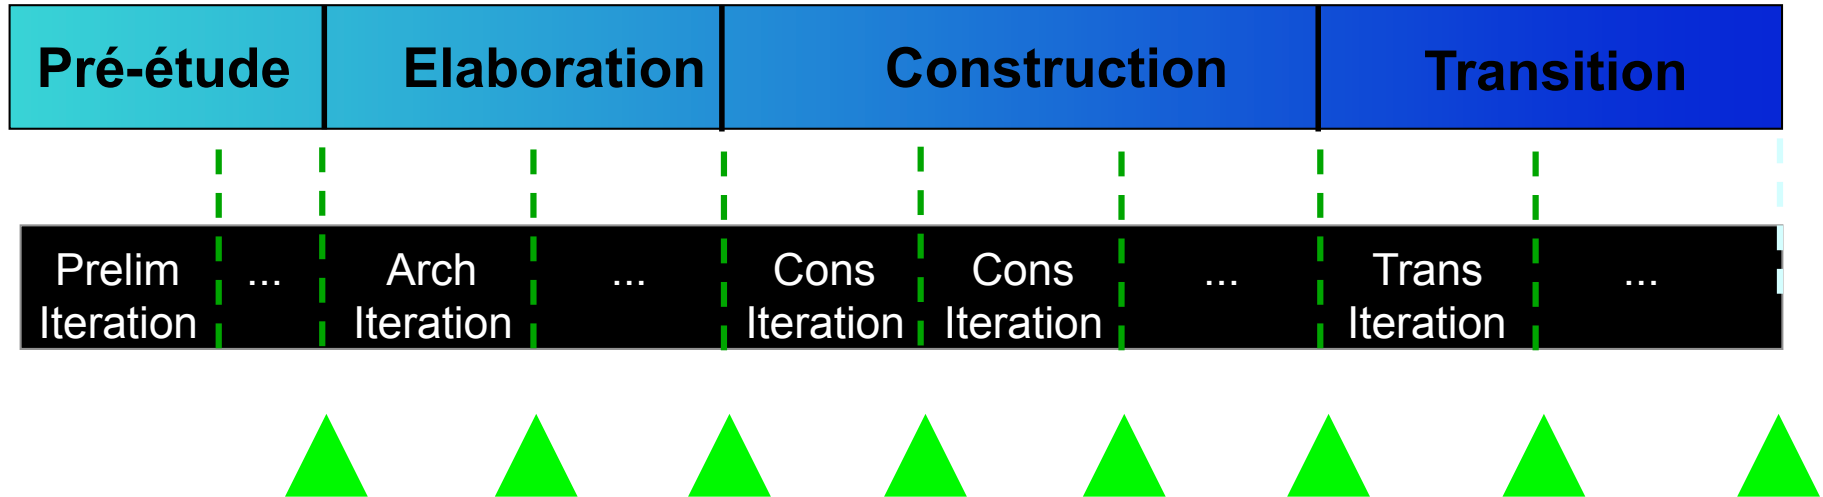 Pré-étude Elaboration Construction Transition
Prelim ... Arch ... Cons Cons ... Trans ...
Iteration Iteration Iteration Iteration Iteration